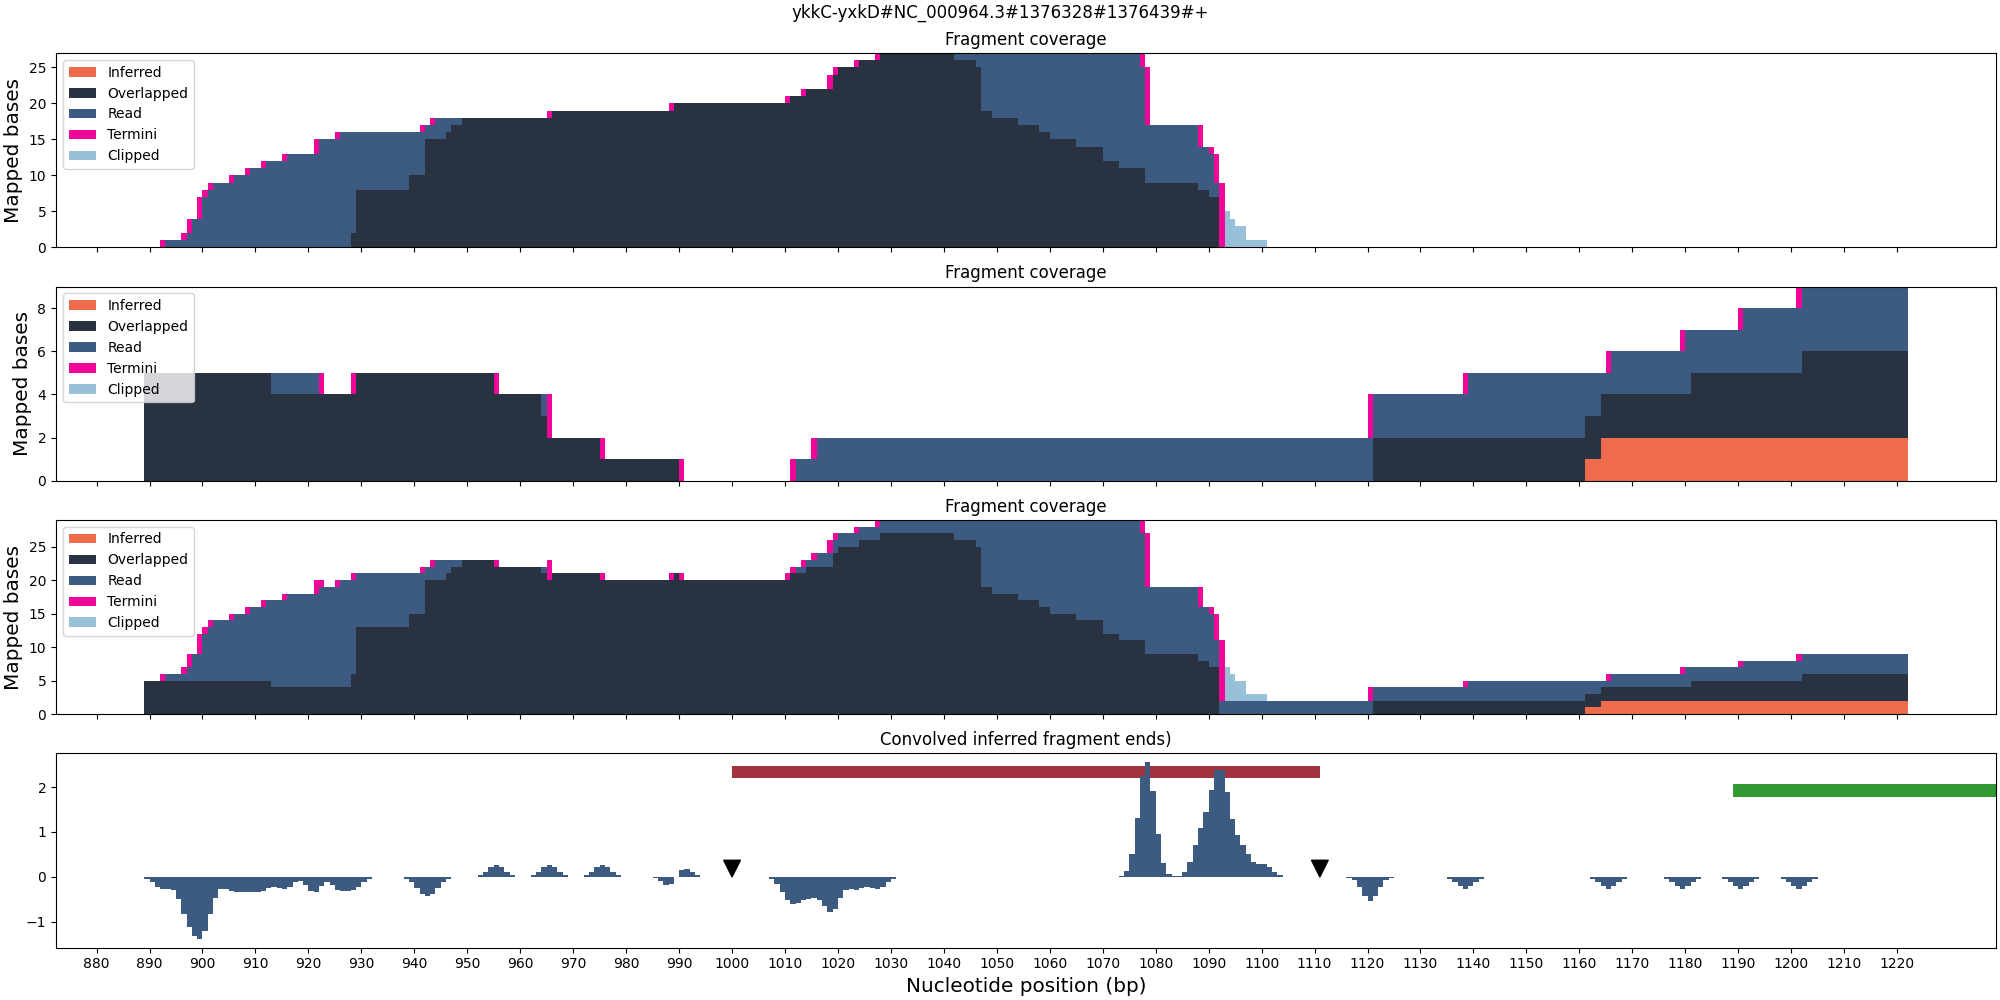 ykkC-yxkD#NC_000964.3#1376328#1376439#+
Fragment coverage
Mapped bases
25
20
15
10
5
0
Inferred
Overlapped
Read
Termini
Clipped
Fragment coverage
Mapped bases
8
6
4
2
0
Inferred
Overlapped
Read
Termini
Clipped
Fragment coverage
Mapped bases
25
20
15
10
5
0
Inferred
Overlapped
Read
Termini
Clipped
Convolved inferred fragment ends)
2
1
0
−1
880 890 900 910 920 930 940 950 960 970 980 990 1000 1010 1020 1030 1040 1050 1060 1070 1080 1090 1100 1110 1120 1130 1140 1150 1160 1170 1180 1190 1200 1210 1220
Nucleotide position (bp)